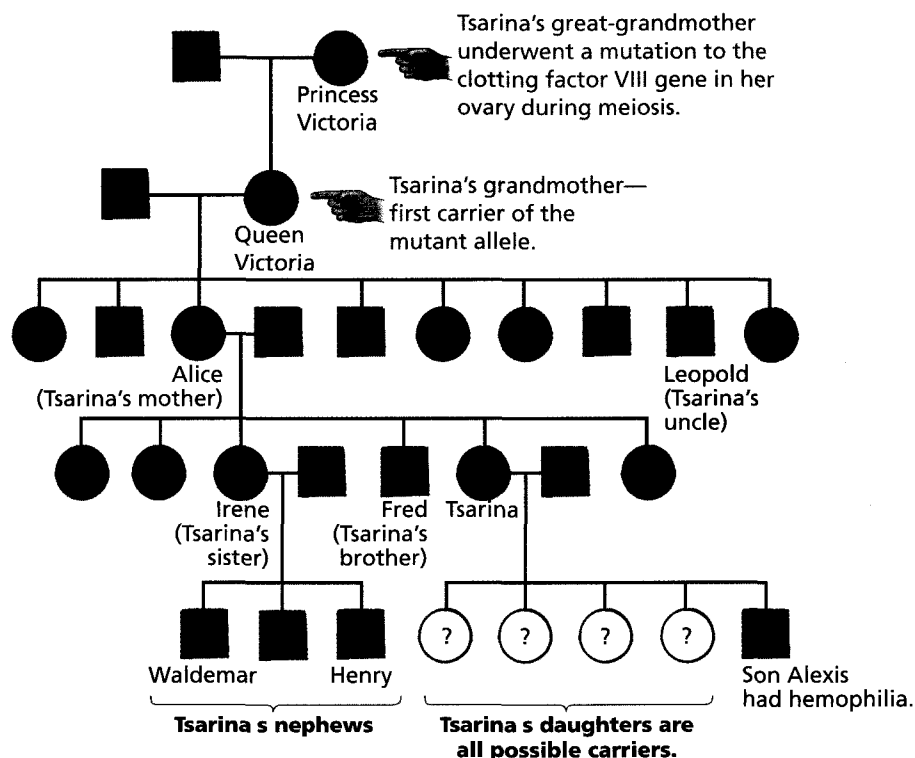 Tsarina's great-grandmother
underwent a mutation to the
clotting factor VIII gene in her
ovary during meiosis.
Princess
Victoria
Tsarina's grandmother—
first carrier of the
mutant allele.
Queen
Victoria
Alice
(Tsarina's mother)
Leopold
(Tsarina's
uncle)
Irene
(Tsarina's
sister)
Fred
(Tsarina's
brother)
Tsarina
? ? ? ?
Waldemar
Henry
Son Alexis
had hemophilia.
Tsarina s nephews
Tsarina s daughters are
all possible carriers.